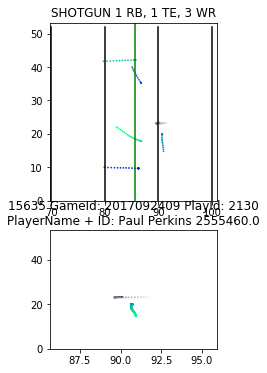 SHOTGUN 1 RB, 1 TE, 3 WR
50
40
30
20
10
0
70 80 90 100
15635 GameId: 2017092409 PlayId: 2130
PlayerName + ID: Paul Perkins 2555460.0
40
20
0
87.5 90.0 92.5 95.0